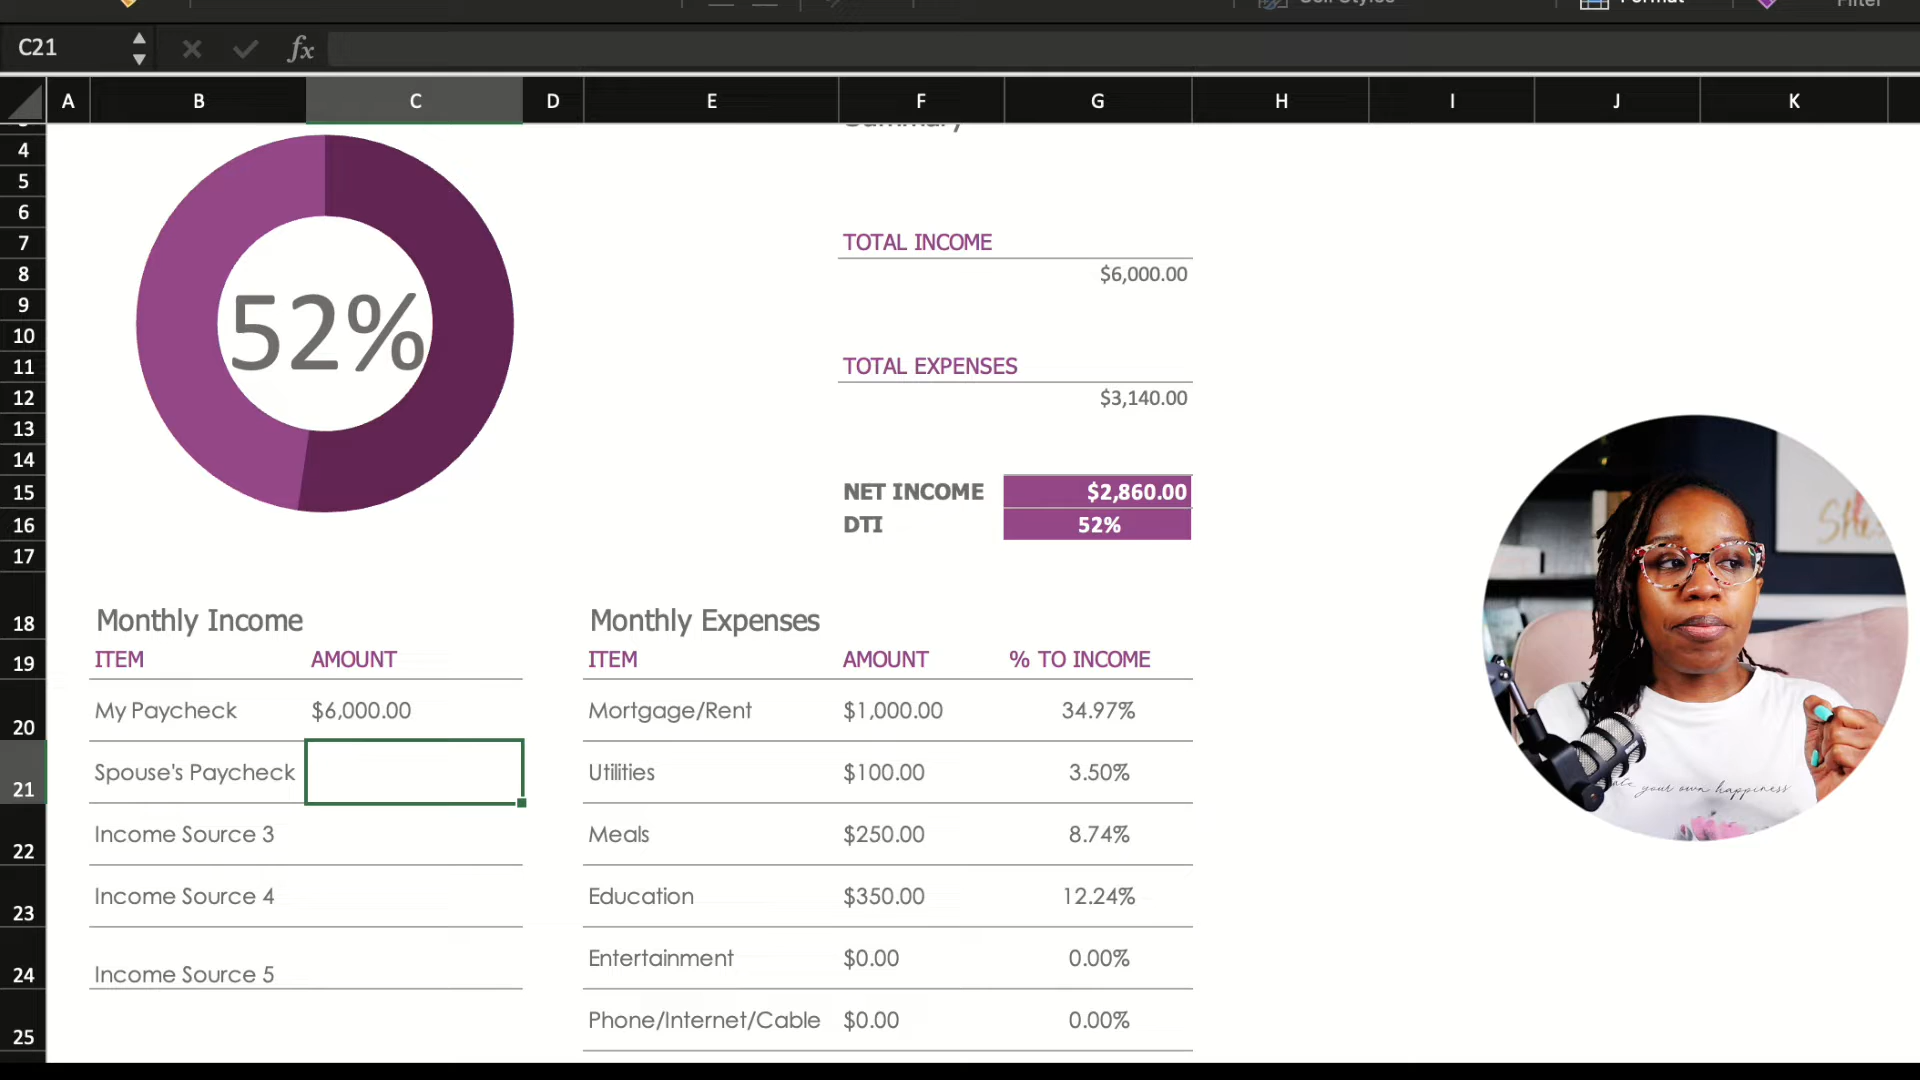 Filter
C21
fx
A B C D E F G H I J K
Summary
4
5
6
7 TOTAL INCOME
8 $6,000.00
9
52%
10
11 TOTAL EXPENSES
12 $3,140.00
13
14
15 NET INCOME $2,860.00
16 DTI 52%
17
18 Monthly Income Monthly Expenses
19 ITEM AMOUNT ITEM AMOUNT % TO INCOME
20 My Paycheck $6,000.00 Mortgage/Rent $1,000.00 34.97%
21 Spouse's Paycheck Utilities $100.00 3.50%
22 Income Source 3 Meals $250.00 8.74%
23 Income Source 4 Education $350.00 12.24%
24 Income Source 5 Entertainment $0.00 0.00%
25 Phone/Internet/Cable $0.00 0.00%
your own happiness